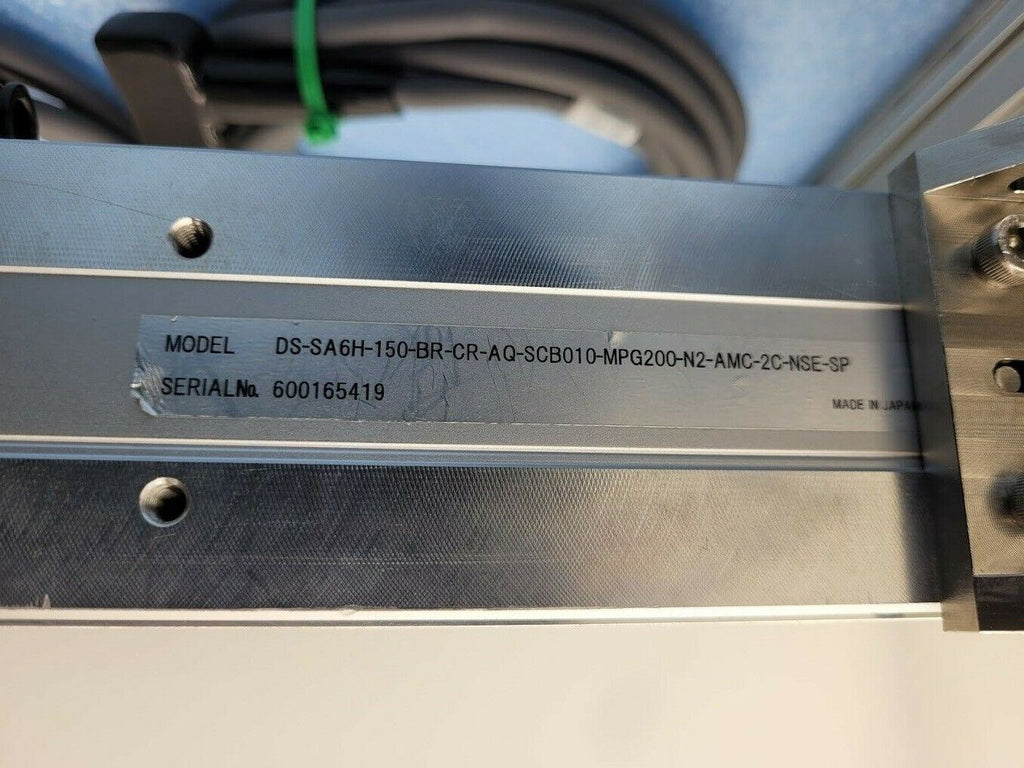 MODEL DS-SA6H-150-BR-CR-AQ-SCB010-MPG200-N2-AMC-2C-NSE-SP
SERIAL№ 600165419
MADE IN JAPAN